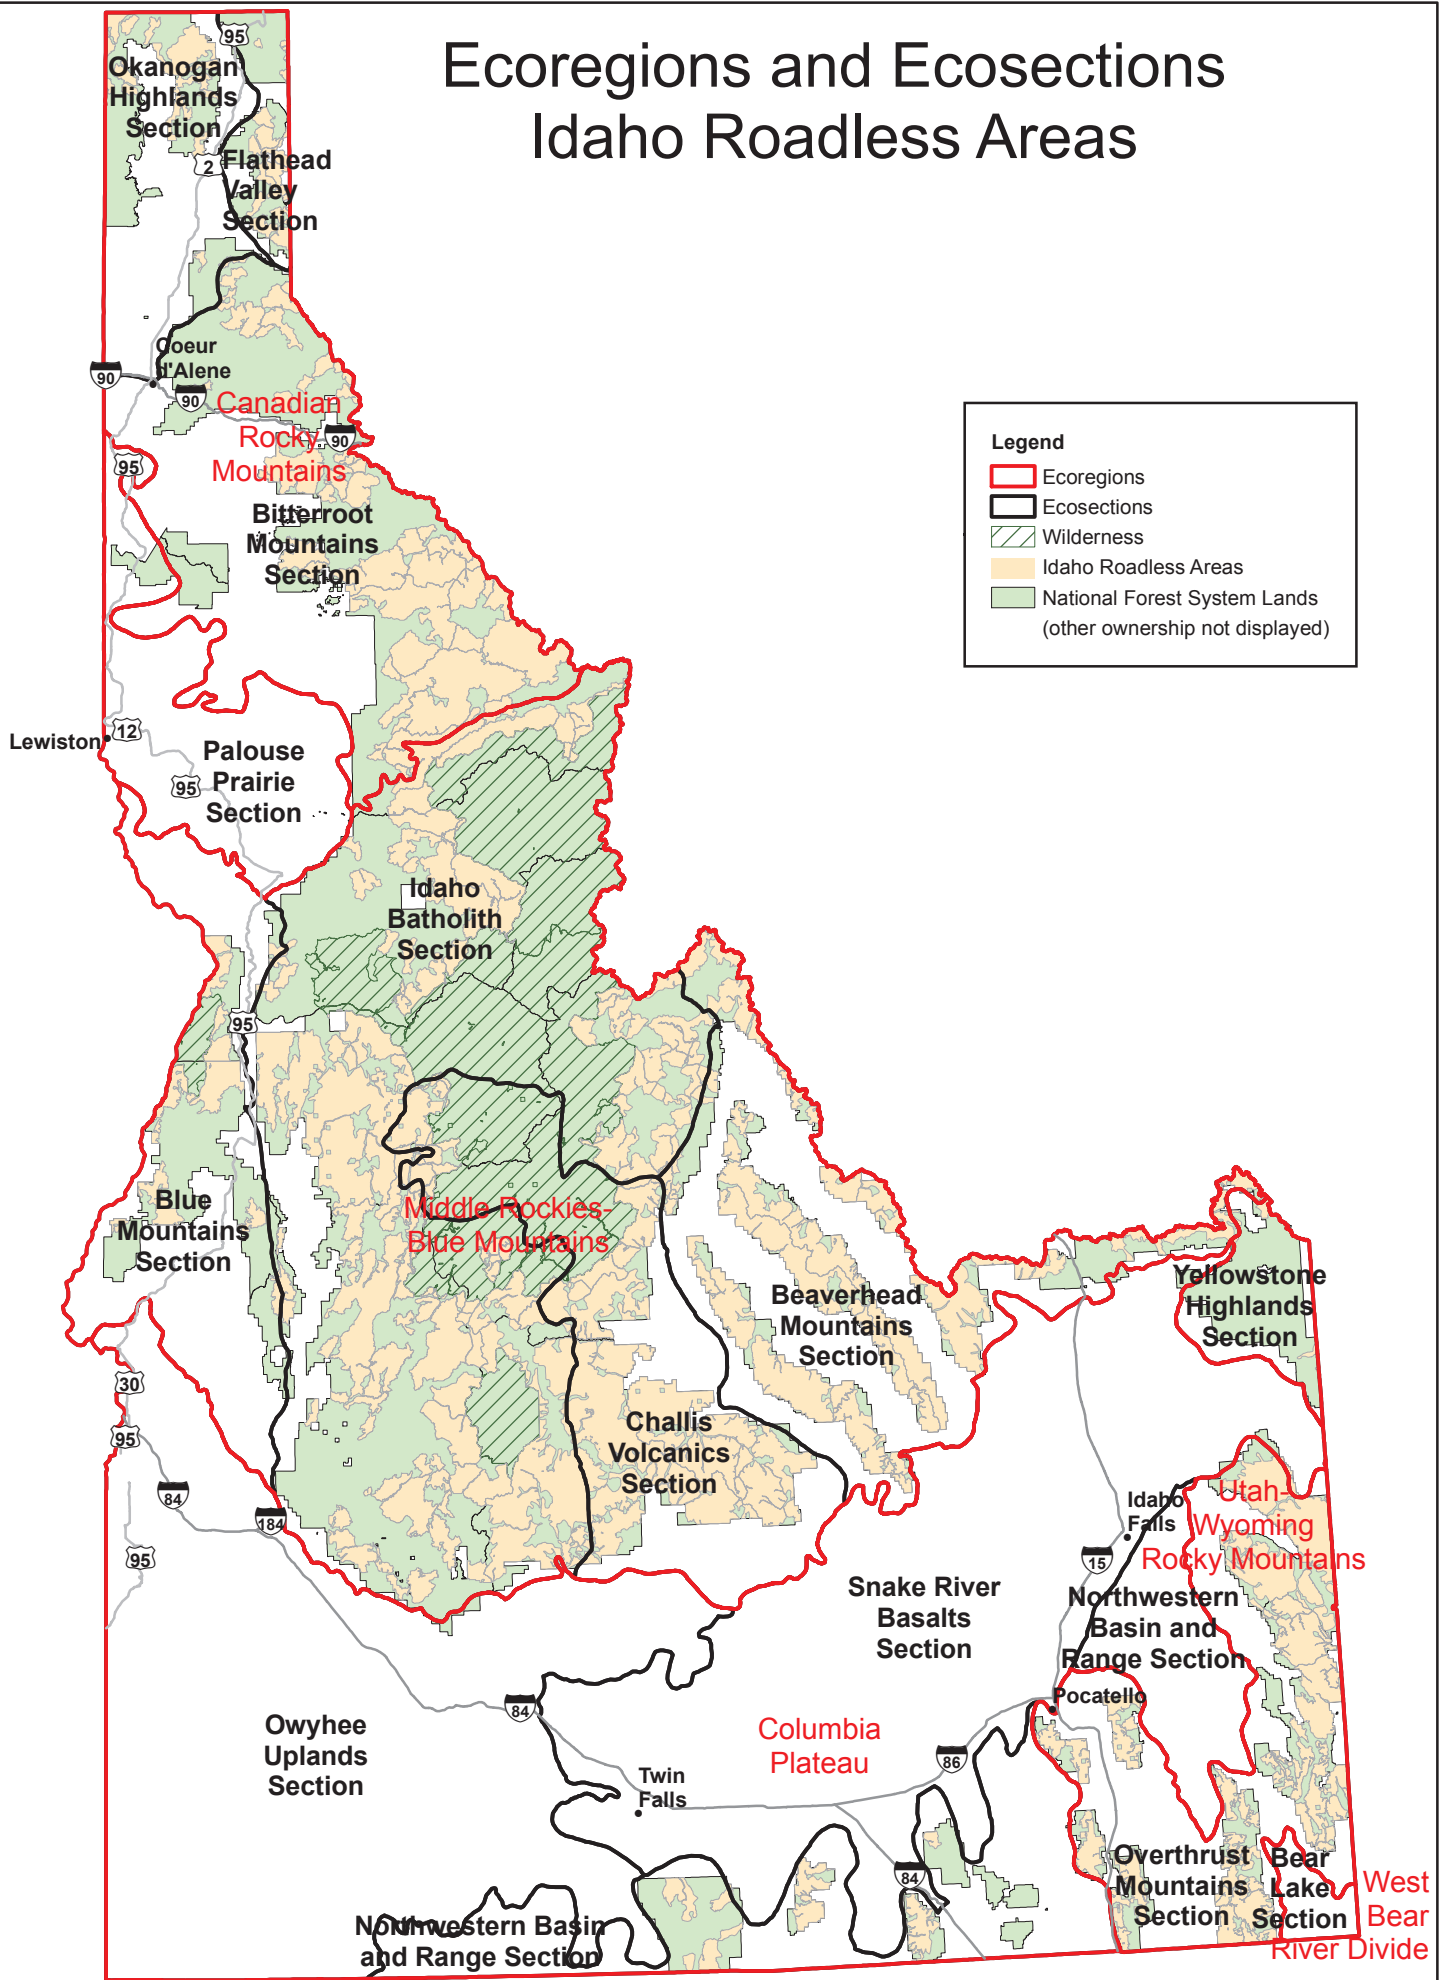 Ecoregions and Ecosections
Idaho Roadless Areas
95
Okanogan
Highlands
Section
2
Flathead
Valley
Section
Coeur
d'Alene
90
90
Canadian
Rocky
Mountains
90
95
Bitterroot
Mountains
Section
Legend
Ecoregions
Ecosections
Wilderness
Idaho Roadless Areas
National Forest System Lands
(other ownership not displayed)
Lewiston
12
Palouse
Prairie
Section
95
Idaho
Batholith
Section
95
Blue
Mountains
Section
Middle Rockies-
Blue Mountains
Beaverhead
Mountains
Section
Yellowstone
Highlands
Section
30
95
Challis
Volcanics
Section
84
184
95
Idaho
Falls
15
Utah-
Wyoming
Rocky Mountains
Snake River
Basalts
Section
Northwestern
Basin and
Range Section
Pocatello
84
Owyhee
Uplands
Section
Columbia
Plateau
86
Twin
Falls
84
Overthrust
Mountains
Section
Bear
Lake
Section
West
Bear
River Divide
Northwestern Basin
and Range Section